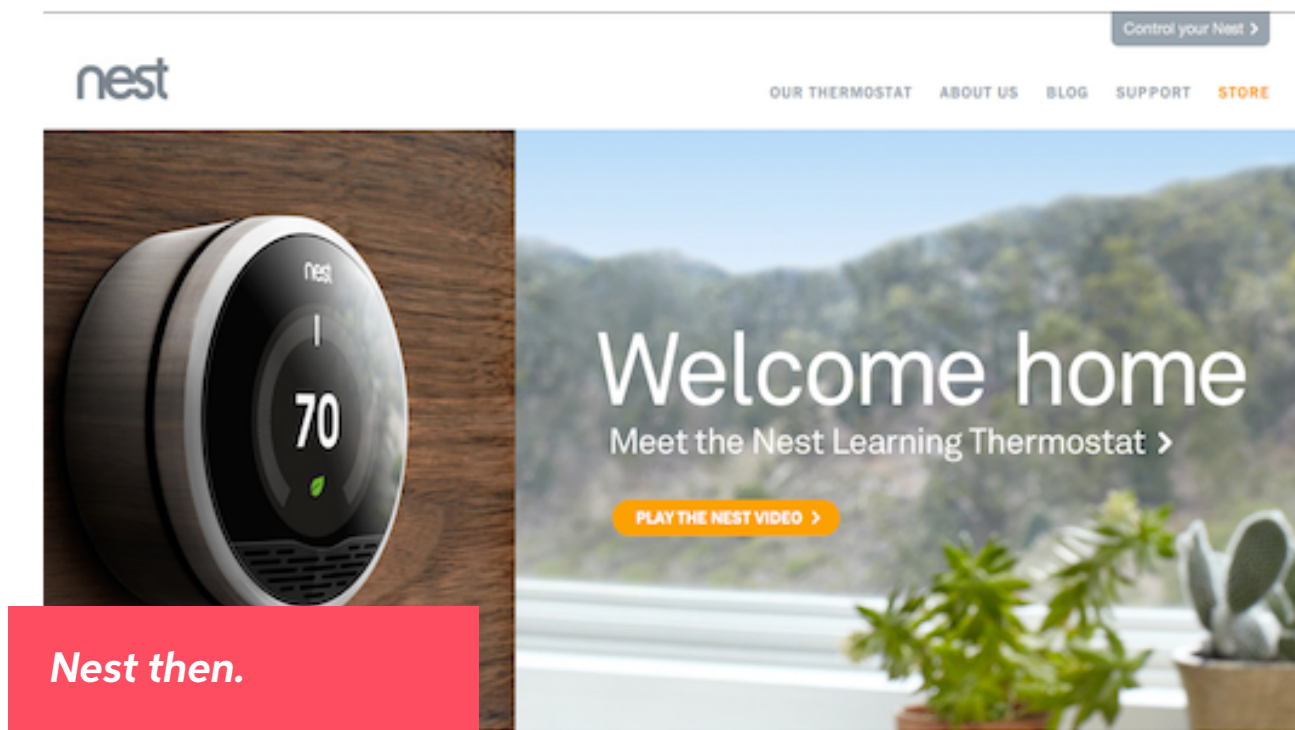 Control your Nest >
nest
OUR THERMOSTAT ABOUT US BLOG SUPPORT STORE
nest
70
Welcome home
Meet the Nest Learning Thermostat >
PLAY THE NEST VIDEO >
Nest then.